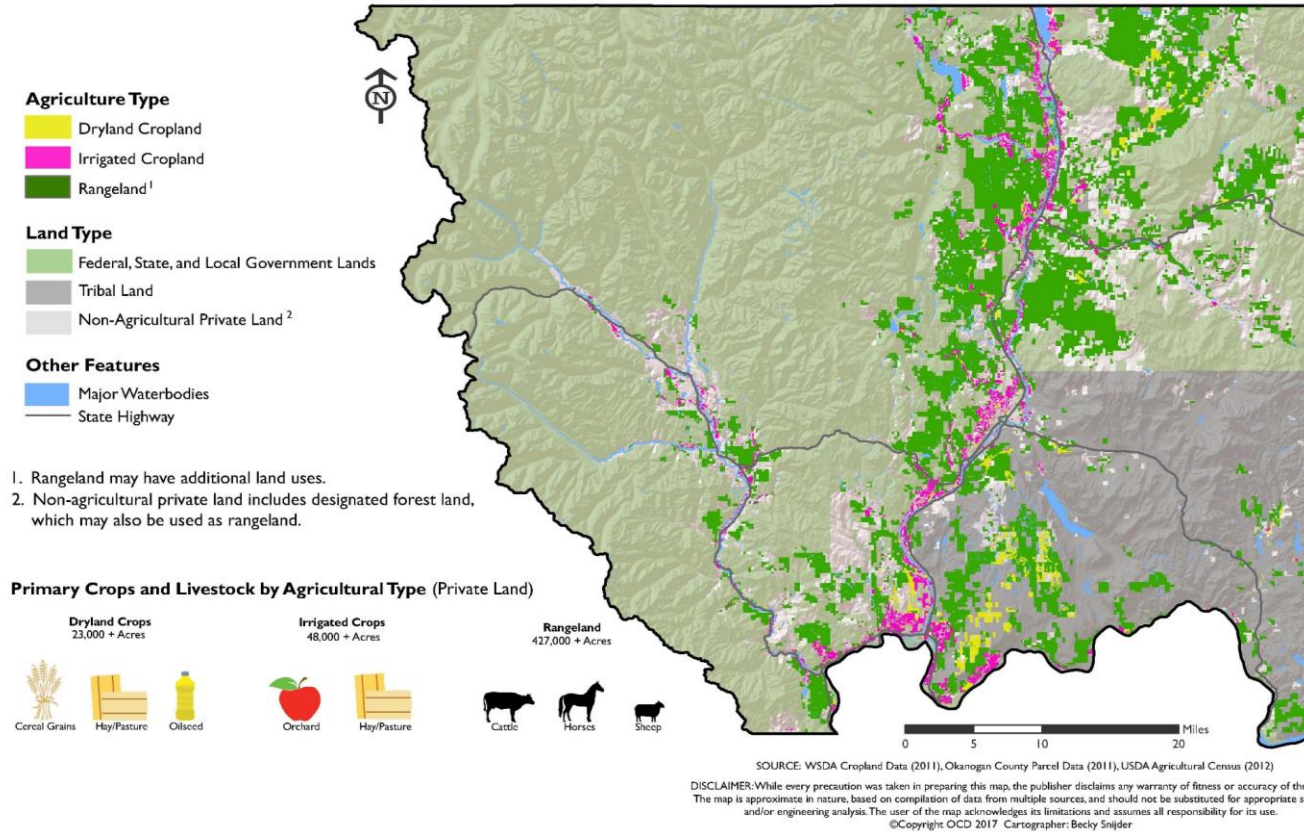 N
Agriculture Type
Dryland Cropland
Irrigated Cropland
Rangeland 1
Land Type
Federal, State, and Local Government Lands
Tribal Land
Non-Agricultural Private Land 2
Other Features
Major Waterbodies
State Highway
1. Rangeland may have additional land uses.
2. Non-agricultural private land includes designated forest land,
which may also be used as rangeland.
Primary Crops and Livestock by Agricultural Type (Private Land)
Dryland Crops
23,000 + Acres
Cereal Grains
Hay/Pasture
Oilseed
Irrigated Crops
48,000 + Acres
Orchard
Hay/Pasture
Rangeland
427,000 + Acres
Cattle
Horses
Sheep
Miles
0 5 10 20
SOURCE: WSDA Cropland Data (2011), Okanogan County Parcel Data (2011), USDA Agricultural Census (2012)
DISCLAIMER: While every precaution was taken in preparing this map, the publisher disclaims any warranty of fitness or accuracy of the
The map is approximate in nature, based on compilation of data from multiple sources, and should not be substituted for appropriate s
and/or engineering analysis. The user of the map acknowledges its limitations and assumes all responsibility for its use.
©Copyright OCD 2017 Cartographer: Becky Snijder